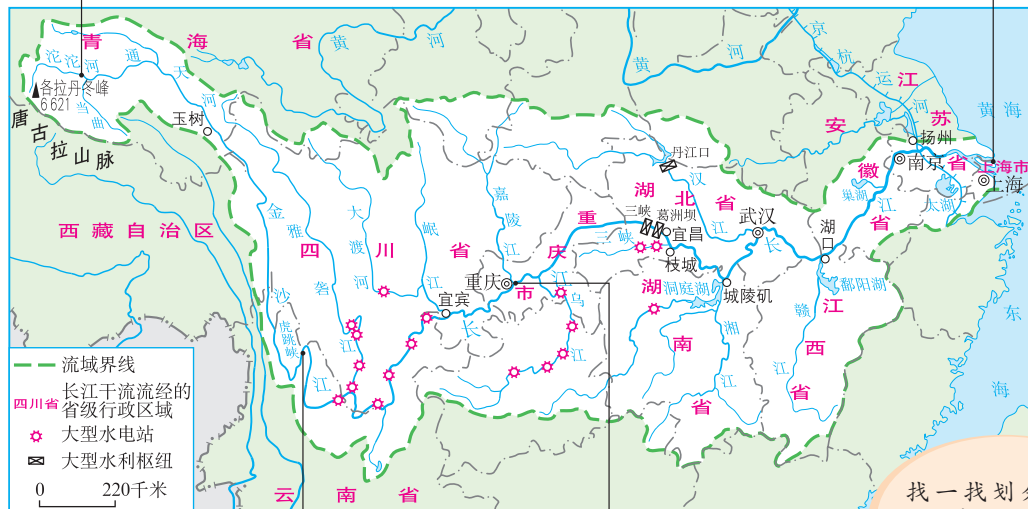 青海省
沱沱河
通天河
当曲
各拉丹冬峰
6 621
唐古拉山脉
玉树
西藏自治区
黄河
黄河
京杭运河
江苏省
安徽省
黄海
扬州
南京
上海市
上海
太湖
巢湖
长江
丹江口
汉江
湖北省
三峡
葛洲坝
宜昌
三峡
枝城
武汉
湖口
鄱阳湖
赣江
江西省
城陵矶
洞庭湖
湘江
湖南省
重庆市
重庆
嘉陵江
乌江
四川省
岷江
大渡河
雅砻江
金沙江
虎跳峡
宜宾
长江
云南省
东海
流域界线
四川省
长江干流流经的
省级行政区域
大型水电站
大型水利枢纽
0 220千米
找一找划分